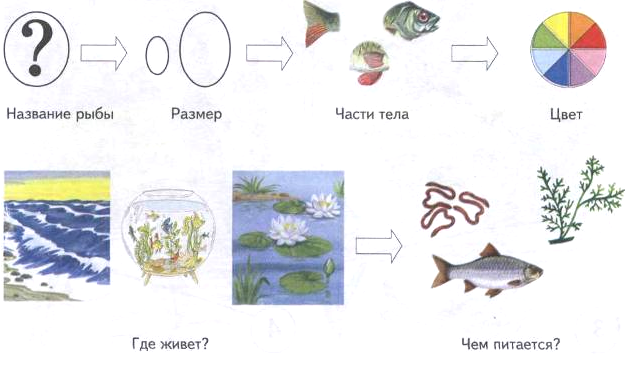 ?
Название рыбы
Размер
Части тела
Цвет
Где живет?
Чем питается?